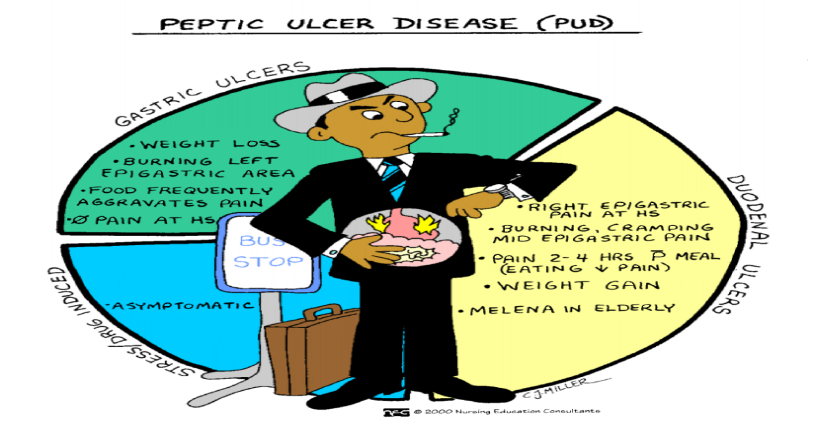 PEPTIC ULCER DISEASE (PUD)
GASTRIC ULCERS
• WEIGHT LOSS
• BURNING LEFT
EPIGASTRIC AREA
• FOOD FREQUENTLY
AGGRAVATES PAIN
• Ø PAIN AT HS
BUS
STOP
STRESS/DRUG INDUCED
• ASYMPTOMATIC
DUODENAL ULCERS
• RIGHT EPIGASTRIC
PAIN AT HS
• BURNING, CRAMPING
MID EPIGASTRIC PAIN
• PAIN 2-4 HRS p̄ MEAL
(EATING ↓ PAIN)
• WEIGHT GAIN
• MELENA IN ELDERLY
CJMILLER
© 2000 Nursing Education Consultants